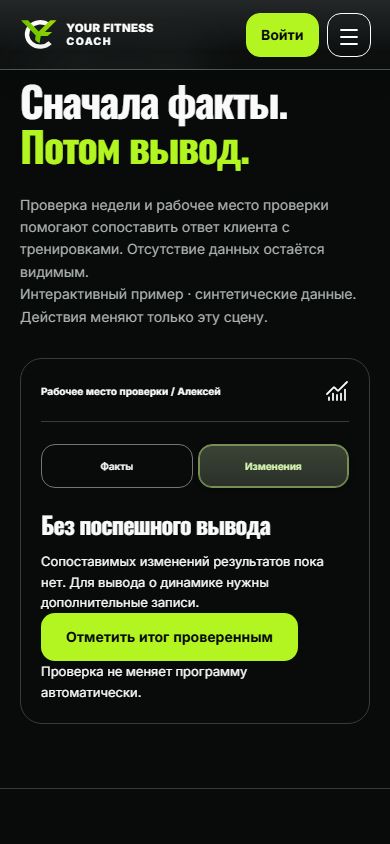 YOUR FITNESS
COACH
Войти
Сначала факты.
Потом вывод.
Проверка недели и рабочее место проверки
помогают сопоставить ответ клиента с
тренировками. Отсутствие данных остаётся
видимым.
Интерактивный пример · синтетические данные.
Действия меняют только эту сцену.
Рабочее место проверки / Алексей
Факты
Изменения
Без поспешного вывода
Сопоставимых изменений результатов пока
нет. Для вывода о динамике нужны
дополнительные записи.
Отметить итог проверенным
Проверка не меняет программу
автоматически.